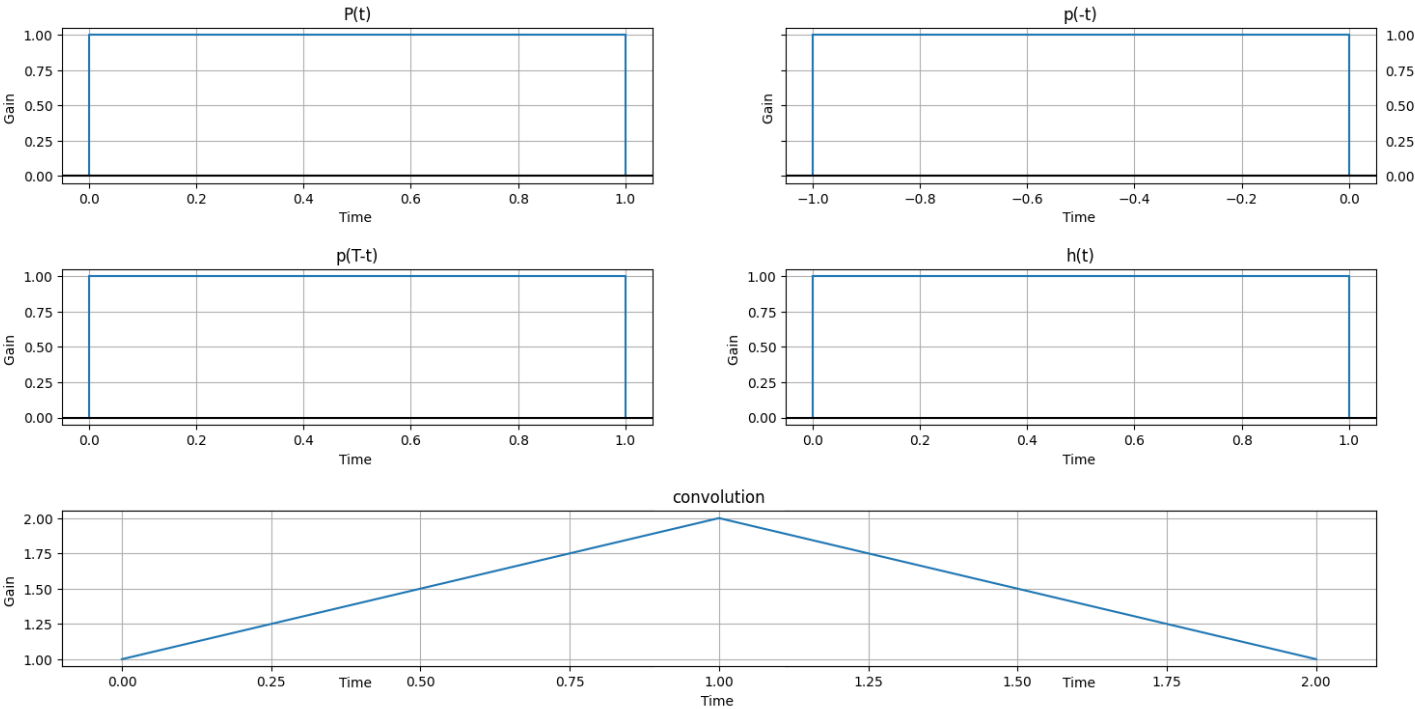 P(t)
p(-t)
1.00
0.75
0.50
0.25
0.00
Gain
0.0 0.2 0.4 0.6 0.8 1.0
Time
Gain
1.00
0.75
0.50
0.25
0.00
−1.0 −0.8 −0.6 −0.4 −0.2 0.0
Time
p(T-t)
h(t)
1.00
0.75
0.50
0.25
0.00
Gain
0.0 0.2 0.4 0.6 0.8 1.0
Time
1.00
0.75
0.50
0.25
0.00
Gain
0.0 0.2 0.4 0.6 0.8 1.0
Time
convolution
2.00
1.75
1.50
1.25
1.00
Gain
0.00 0.25 Time 0.50 0.75 1.00 1.25 1.50 Time 1.75 2.00
Time